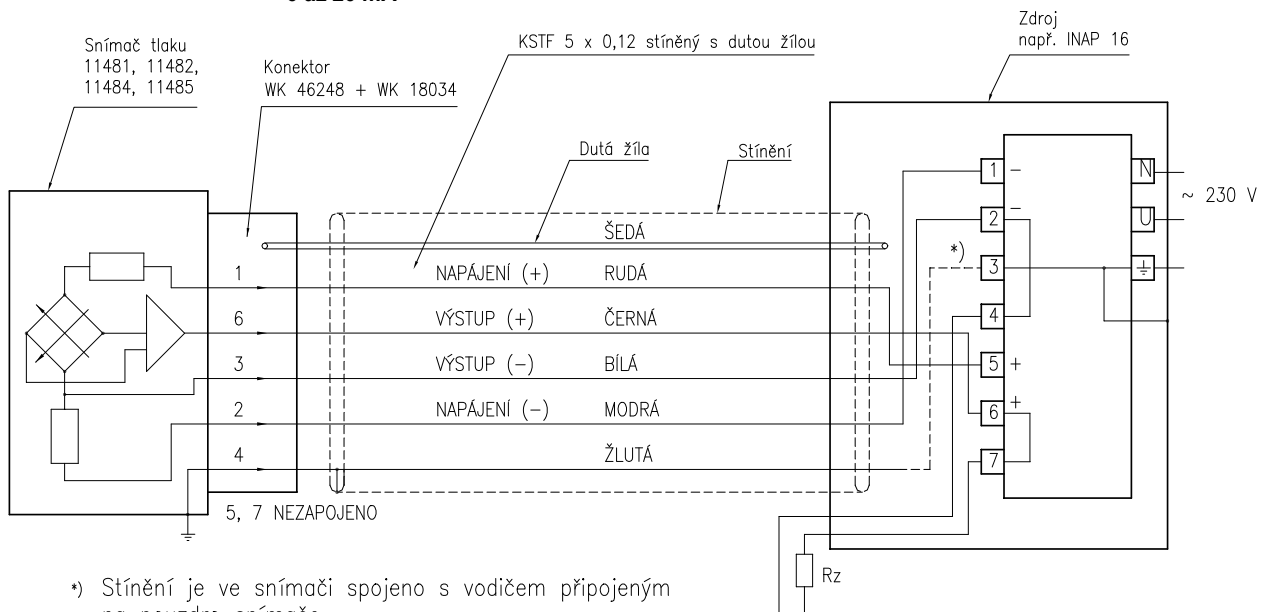 Snímač tlaku
11481, 11482,
11484, 11485
Konektor
WK 46248 + WK 18034
KSTF 5 x 0,12 stíněný s dutou žílou
Zdroj
např. INAP 16
Dutá žíla
Stínění
ŠEDÁ
1 NAPÁJENÍ (+) RUDÁ
6 VÝSTUP (+) ČERNÁ
3 VÝSTUP (−) BÍLÁ
2 NAPÁJENÍ (−) MODRÁ
4 ŽLUTÁ
5, 7 NEZAPOJENO
1 −
2 −
*) 3
4
5 +
6 +
7
N
U
~ 230 V
Rz
*) Stínění je ve snímači spojeno s vodičem připojeným